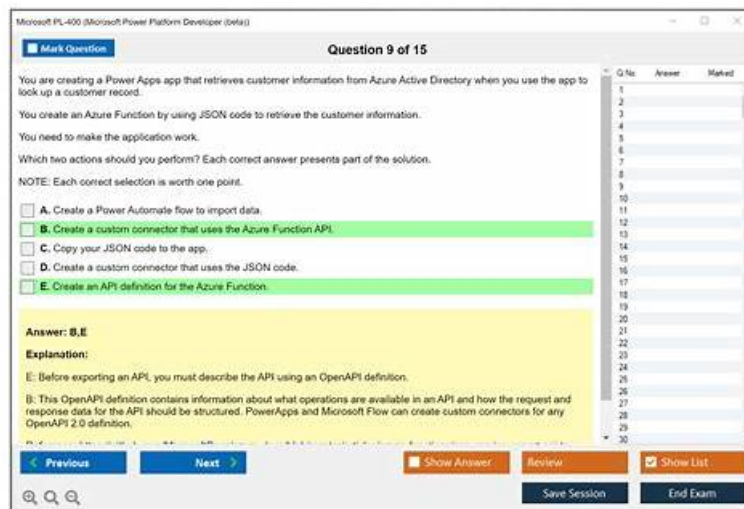 Microsoft PL-400 (Microsoft Power Platform Developer (beta))
Mark Question
Question 9 of 15
You are creating a Power Apps app that retrieves customer information from Azure Active Directory when you use the app to
look up a customer record.
You create an Azure Function by using JSON code to retrieve the customer information.
You need to make the application work.
Which two actions should you perform? Each correct answer presents part of the solution.
NOTE: Each correct selection is worth one point.
A. Create a Power Automate flow to import data.
B. Create a custom connector that uses the Azure Function API.
C. Copy your JSON code to the app.
D. Create a custom connector that uses the JSON code.
E. Create an API definition for the Azure Function.
Answer: B,E
Explanation:
E: Before exporting an API, you must describe the API using an OpenAPI definition.
B: This OpenAPI definition contains information about what operations are available in an API and how the request and
response data for the API should be structured. PowerApps and Microsoft Flow can create custom connectors for any
OpenAPI 2.0 definition.
Q.No Answer Marked
1
2
3
4
5
6
7
8
9
10
11
12
13
14
15
16
17
18
19
20
21
22
23
24
25
26
27
28
29
30
Previous
Next
Show Answer
Review
Show List
Save Session
End Exam